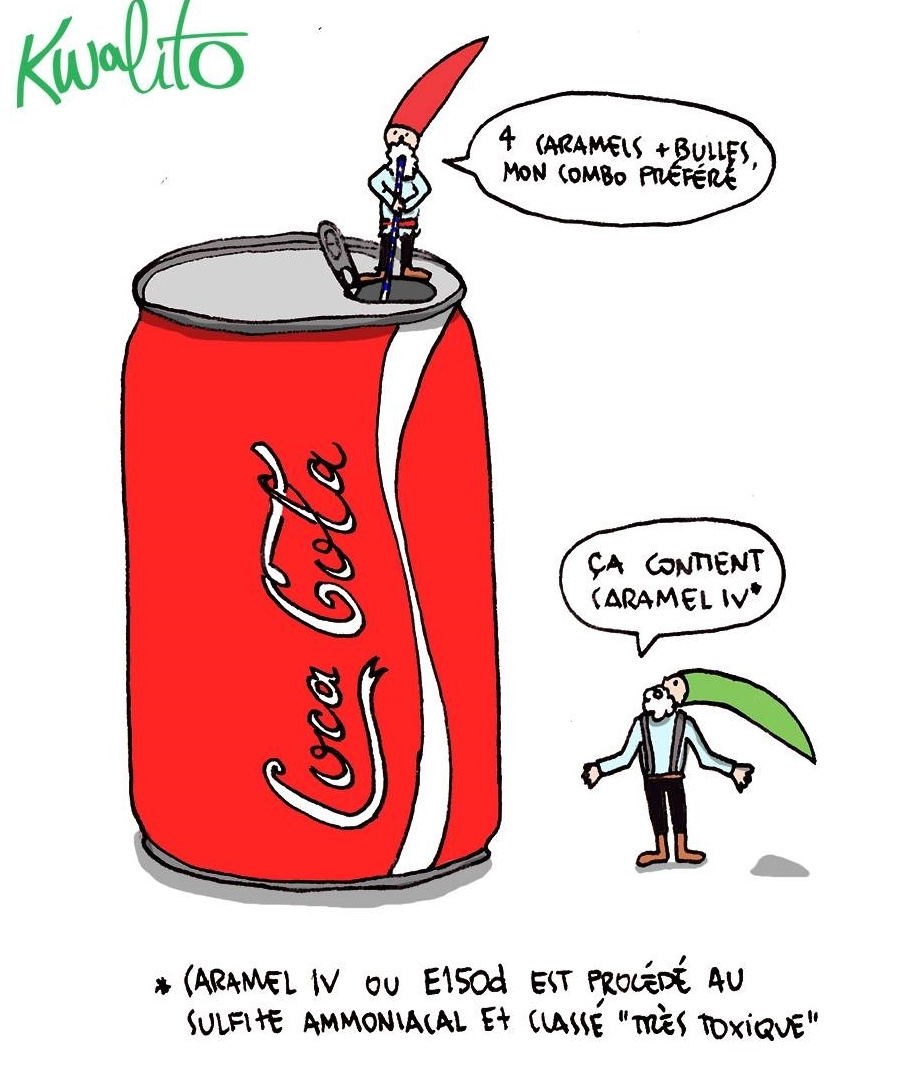 Kwalito
4 CARAMELS + BULLES,
MON COMBO PRÉFÉRÉ
Coca Cola
ÇA CONTIENT
CARAMEL IV*
* CARAMEL IV OU E150d EST PROCÉDÉ AU
SULFITE AMMONIACAL ET CLASSÉ "TRÈS TOXIQUE"